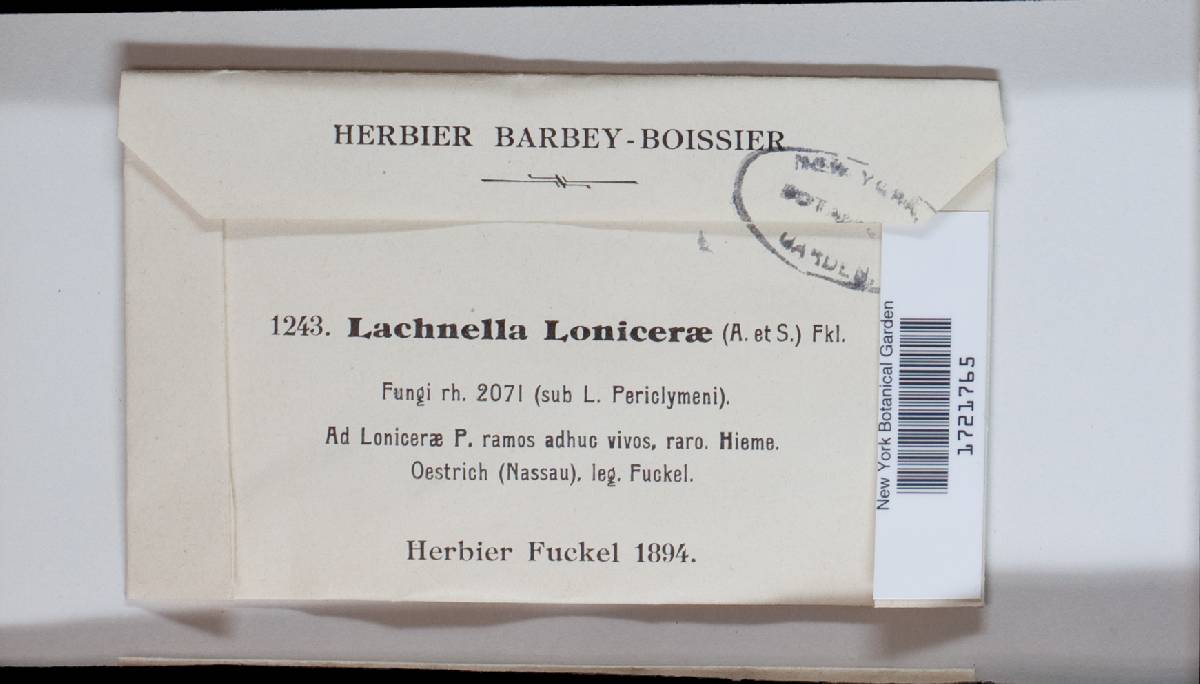 HERBIER BARBEY-BOISSIER
NEW YORK
BOTANIC
GARDEN
1243. Lachnella Loniceræ (A. et S.) Fkl.
Fungi rh. 2071 (sub L. Periclymeni).
Ad Loniceræ P. ramos adhuc vivos, raro. Hieme.
Oestrich (Nassau), leg. Fuckel.
Herbier Fuckel 1894.
New York Botanical Garden
1721765